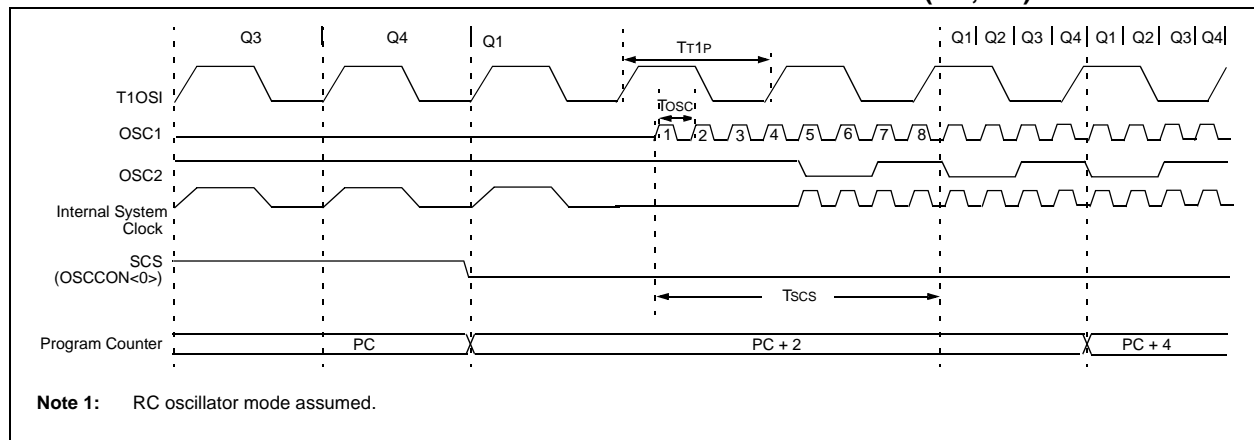 Q3 Q4 Q1 Q1 Q2 Q3 Q4 Q1 Q2 Q3 Q4
TT1P
T1OSI
TOSC
OSC1
1 2 3 4 5 6 7 8
OSC2
Internal System
Clock
SCS
(OSCCON<0>)
TSCS
Program Counter PC PC + 2 PC + 4
Note 1: RC oscillator mode assumed.